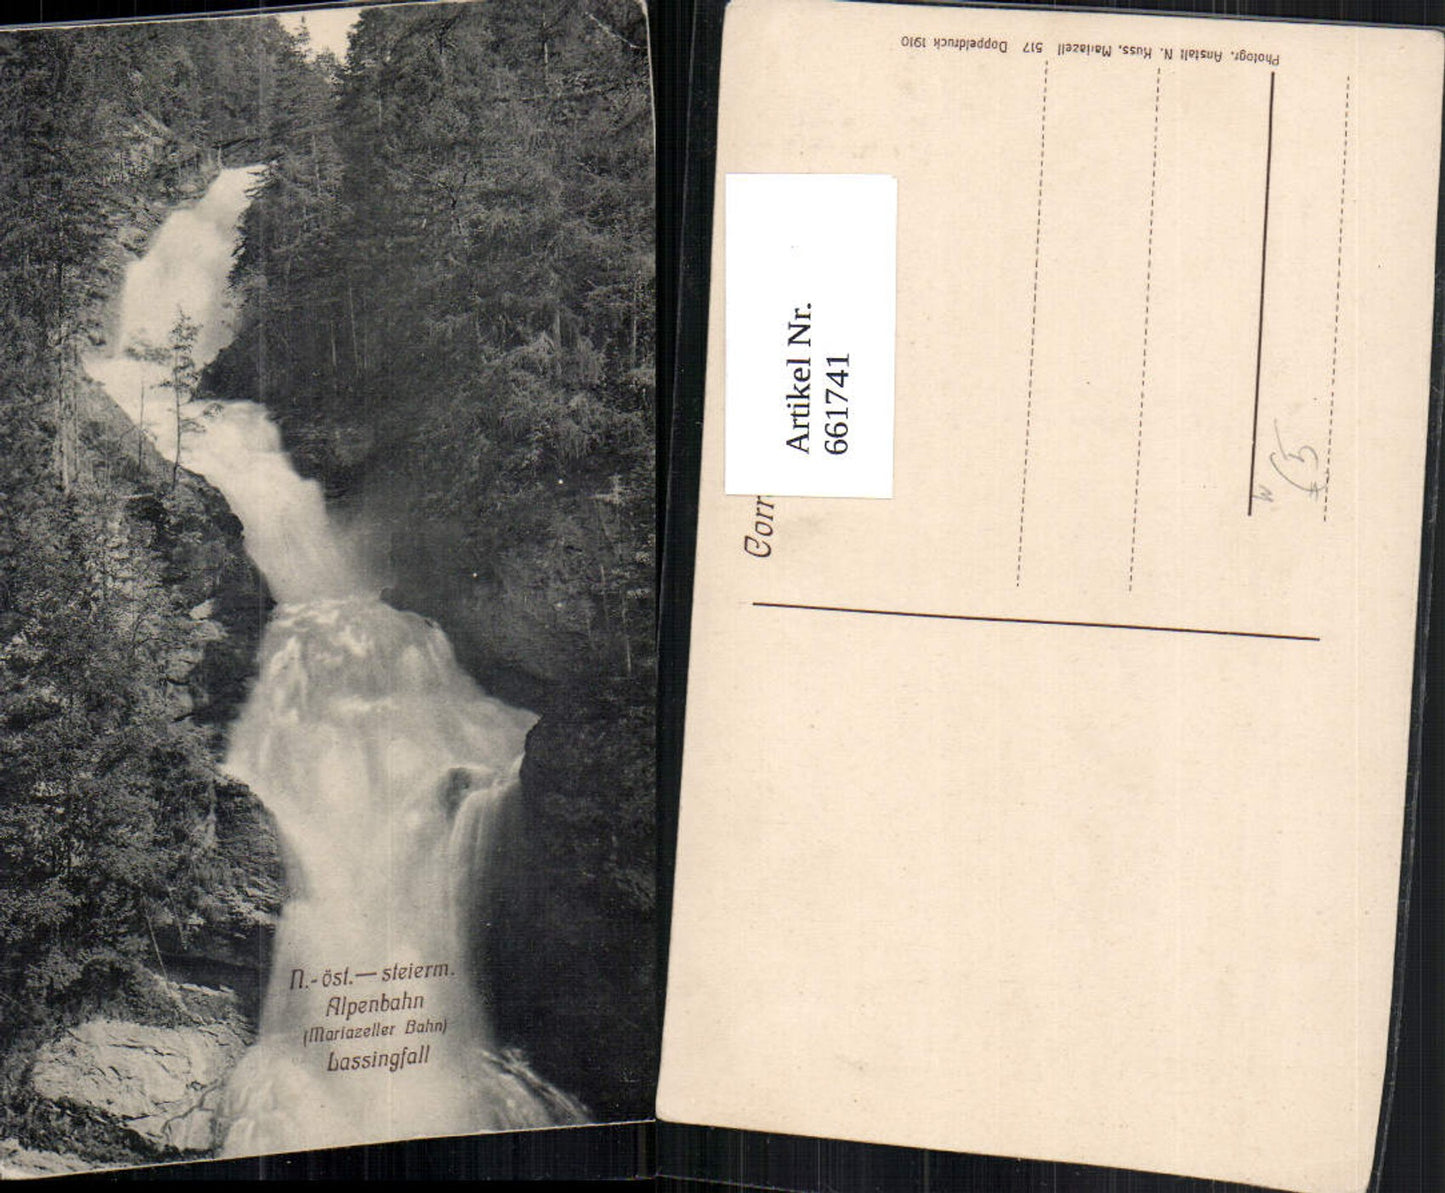 N.-öst.— steierm.
Alpenbahn
(Mariazeller Bahn)
Lassingfall
Photogr. Anstalt N. Kuss, Mariazell 517 Doppeldruck 1910
Artikel Nr.
661741
Corr